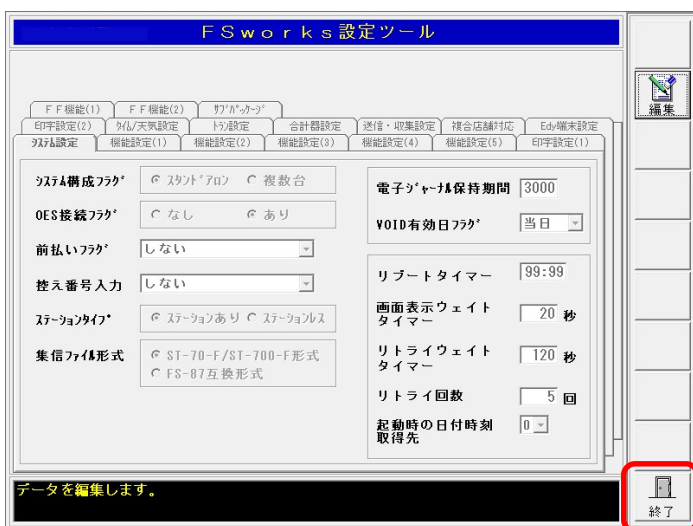 FSworks設定ツール
編集
FF機能(1) FF機能(2) ｻﾌﾞﾊﾟｯｹｰｼﾞ
印字設定(2) ﾀｲﾑ/天気設定 ﾄﾗﾝ設定 合計器設定 送信・収集設定 複合店舗対応 Edy端末設定
ｼｽﾃﾑ設定 機能設定(1) 機能設定(2) 機能設定(3) 機能設定(4) 機能設定(5) 印字設定(1)
ｼｽﾃﾑ構成ﾌﾗｸﾞ ｽﾀﾝﾄﾞｱﾛﾝ 複数台
OES接続ﾌﾗｸﾞ なし あり
前払いﾌﾗｸﾞ しない
控え番号入力 しない
ｽﾃｰｼｮﾝﾀｲﾌﾟ ｽﾃｰｼｮﾝあり ｽﾃｰｼｮﾝﾚｽ
集信ﾌｧｲﾙ形式 ST-70-F/ST-700-F形式
FS-87互換形式
電子ｼﾞｬｰﾅﾙ保持期間 3000
VOID有効日ﾌﾗｸﾞ 当日
リブートタイマー 99:99
画面表示ウェイト
タイマー 20 秒
リトライウェイト
タイマー 120 秒
リトライ回数 5 回
起動時の日付時刻
取得先 0
データを編集します。
終了